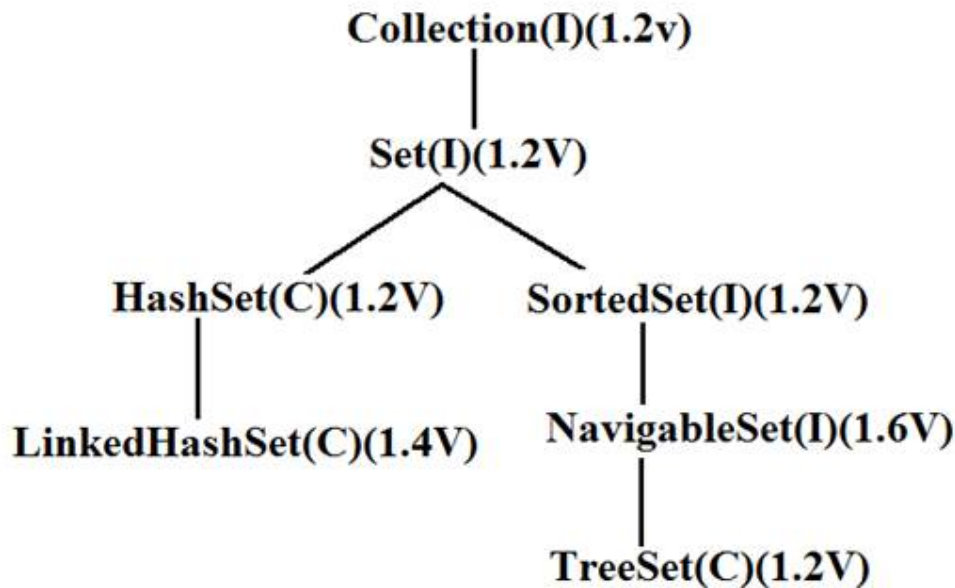 Collection(I)(1.2v)
Set(I)(1.2V)
HashSet(C)(1.2V)
SortedSet(I)(1.2V)
LinkedHashSet(C)(1.4V)
NavigableSet(I)(1.6V)
TreeSet(C)(1.2V)